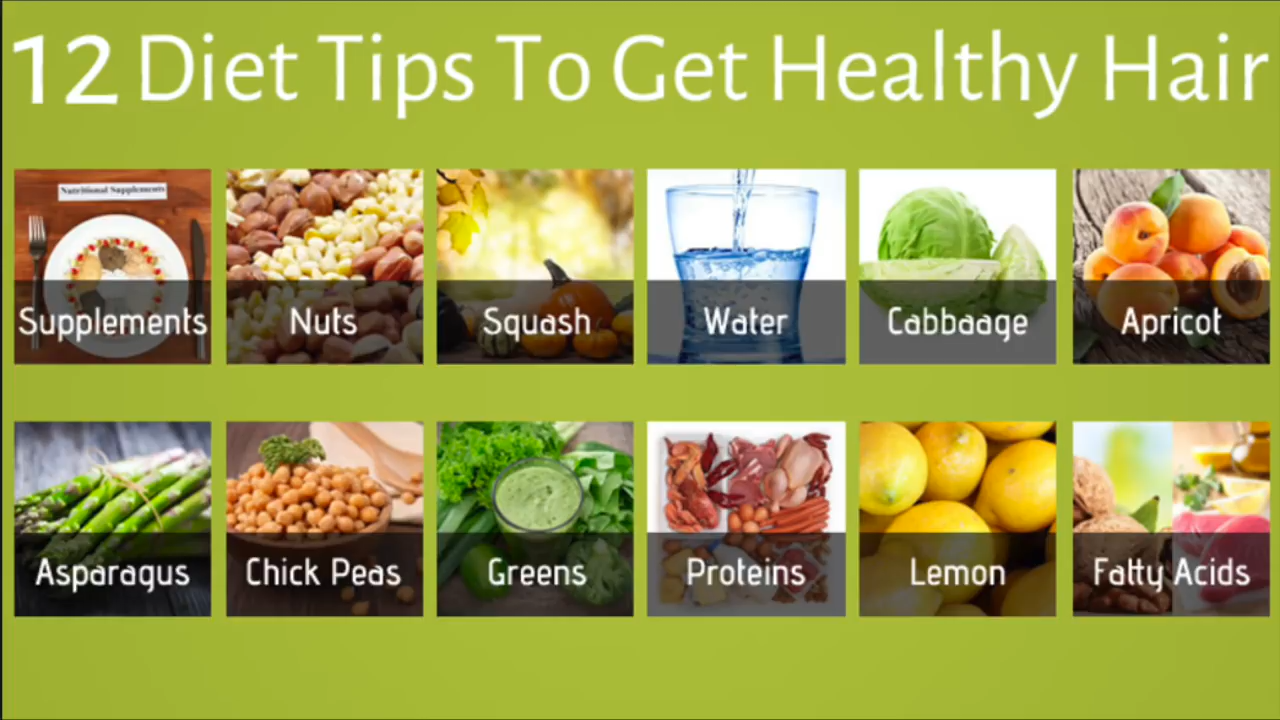 12 Diet Tips To Get Healthy Hair
Nutritional Supplements
Supplements
Nuts
Squash
Water
Cabbaage
Apricot
Asparagus
Chick Peas
Greens
Proteins
Lemon
Fatty Acids